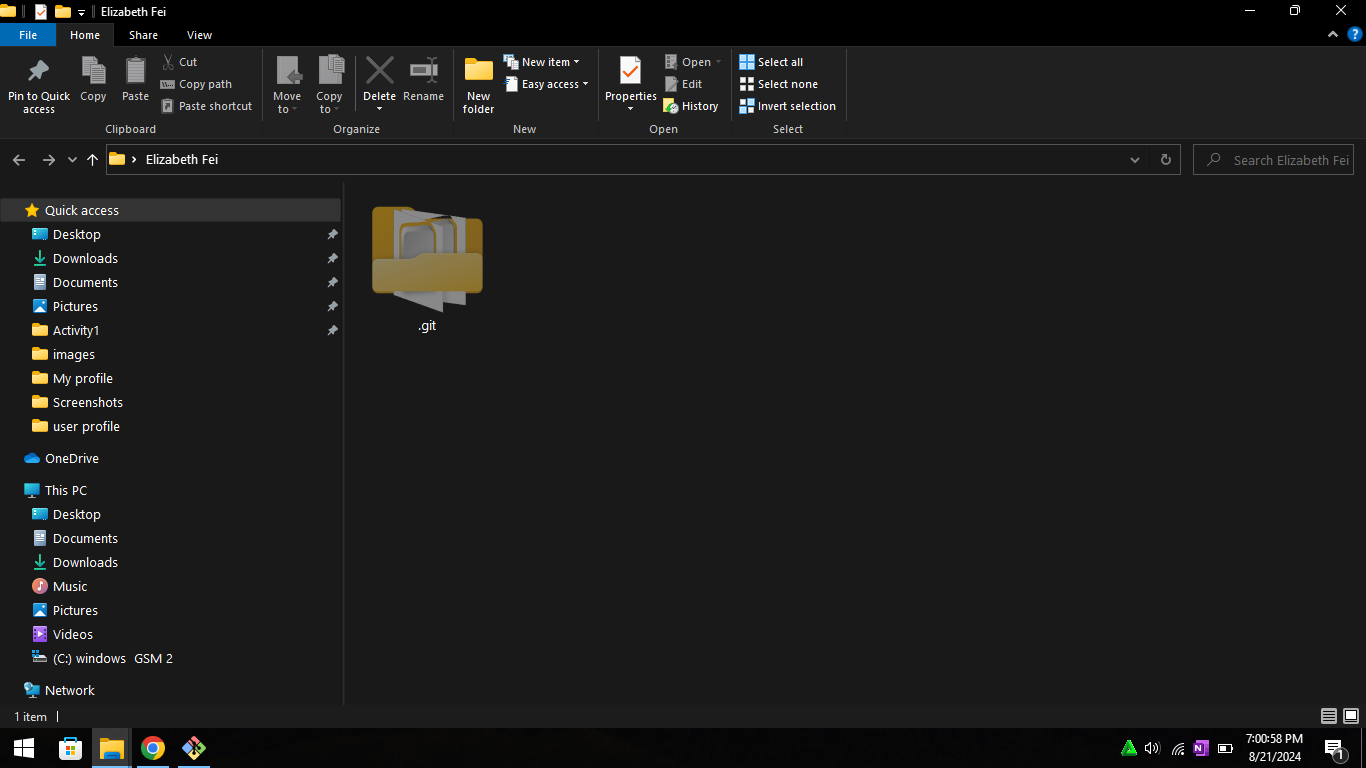 Elizabeth Fei
File Home Share View
Pin to Quick access
Copy
Paste
Cut
Copy path
Paste shortcut
Clipboard
Move to
Copy to
Delete
Rename
Organize
New folder
New item
Easy access
New
Properties
Open
Edit
History
Open
Select all
Select none
Invert selection
Select
Elizabeth Fei
Search Elizabeth Fei
Quick access
Desktop
Downloads
Documents
Pictures
Activity1
images
My profile
Screenshots
user profile
OneDrive
This PC
Desktop
Documents
Downloads
Music
Pictures
Videos
(C:) windows GSM 2
Network
.git
1 item
7:00:58 PM
8/21/2024
1